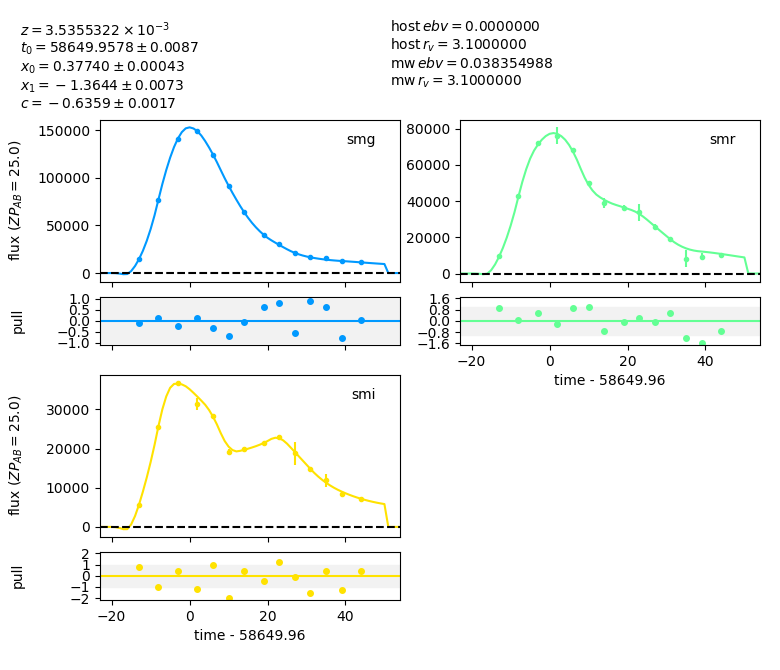 z = 3.5355322 × 10⁻³
t₀ = 58649.9578 ± 0.0087
x₀ = 0.37740 ± 0.00043
x₁ = −1.3644 ± 0.0073
c = −0.6359 ± 0.0017
host ebv = 0.0000000
host r_v = 3.1000000
mw ebv = 0.038354988
mw r_v = 3.1000000
smg
flux (ZP_AB = 25.0)
150000
100000
50000
0
pull
1.0
0.5
0.0
−0.5
−1.0
smr
80000
60000
40000
20000
0
1.6
0.8
0.0
−0.8
−1.6
−20 0 20 40
time - 58649.96
smi
flux (ZP_AB = 25.0)
30000
20000
10000
0
pull
2
1
0
−1
−2
−20 0 20 40
time - 58649.96